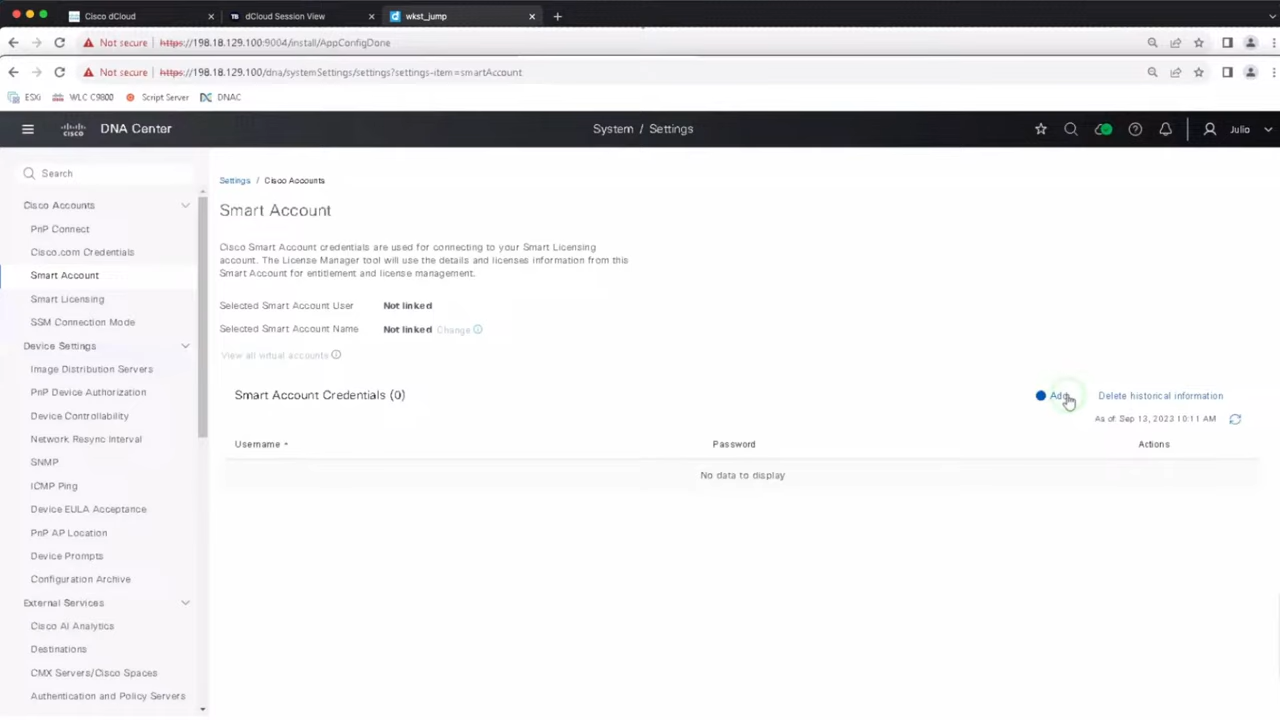 Cisco dCloud
dCloud Session View
wkst_jump
Not secure https://198.18.129.100:9004/install/AppConfigDone
Not secure https://198.18.129.100/dna/systemSettings/settings?settings-item=smartAccount
ESXi WLC C9800 Script Server DNAC
CISCO DNA Center System / Settings Julio
Search
Cisco Accounts
PnP Connect
Cisco.com Credentials
Smart Account
Smart Licensing
SSM Connection Mode
Device Settings
Image Distribution Servers
PnP Device Authorization
Device Controllability
Network Resync Interval
SNMP
ICMP Ping
Device EULA Acceptance
PnP AP Location
Device Prompts
Configuration Archive
External Services
Cisco AI Analytics
Destinations
CMX Servers/Cisco Spaces
Authentication and Policy Servers
Settings / Cisco Accounts
Smart Account
Cisco Smart Account credentials are used for connecting to your Smart Licensing
account. The License Manager tool will use the details and licenses information from this
Smart Account for entitlement and license management.
Selected Smart Account User Not linked
Selected Smart Account Name Not linked Change
View all virtual accounts
Smart Account Credentials (0)
Add Delete historical information
As of: Sep 13, 2023 10:11 AM
Username Password Actions
No data to display